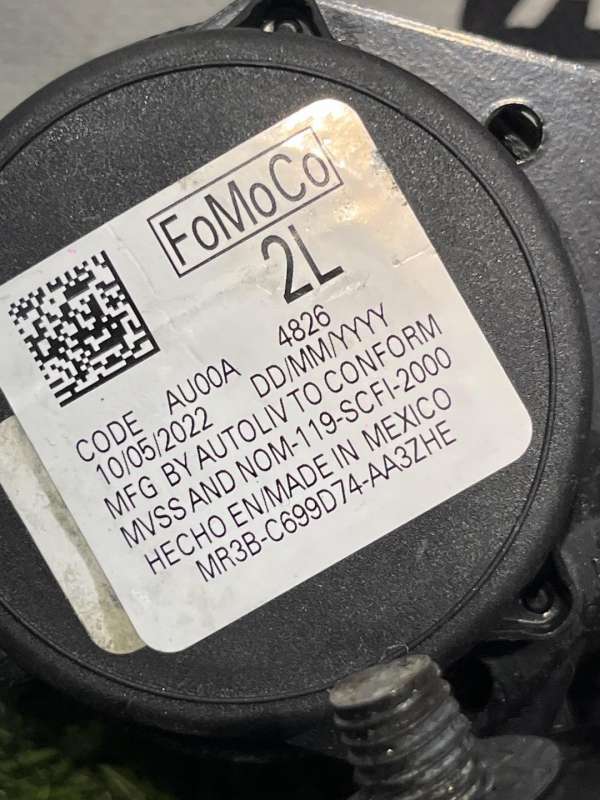 FoMoCo
2L
4826
CODE AU00A DD/MM/YYYY
10/05/2022
MFG BY AUTOLIV TO CONFORM
MVSS AND NOM-119-SCFI-2000
HECHO EN/MADE IN MEXICO
MR3B-C699D74-AA3ZHE